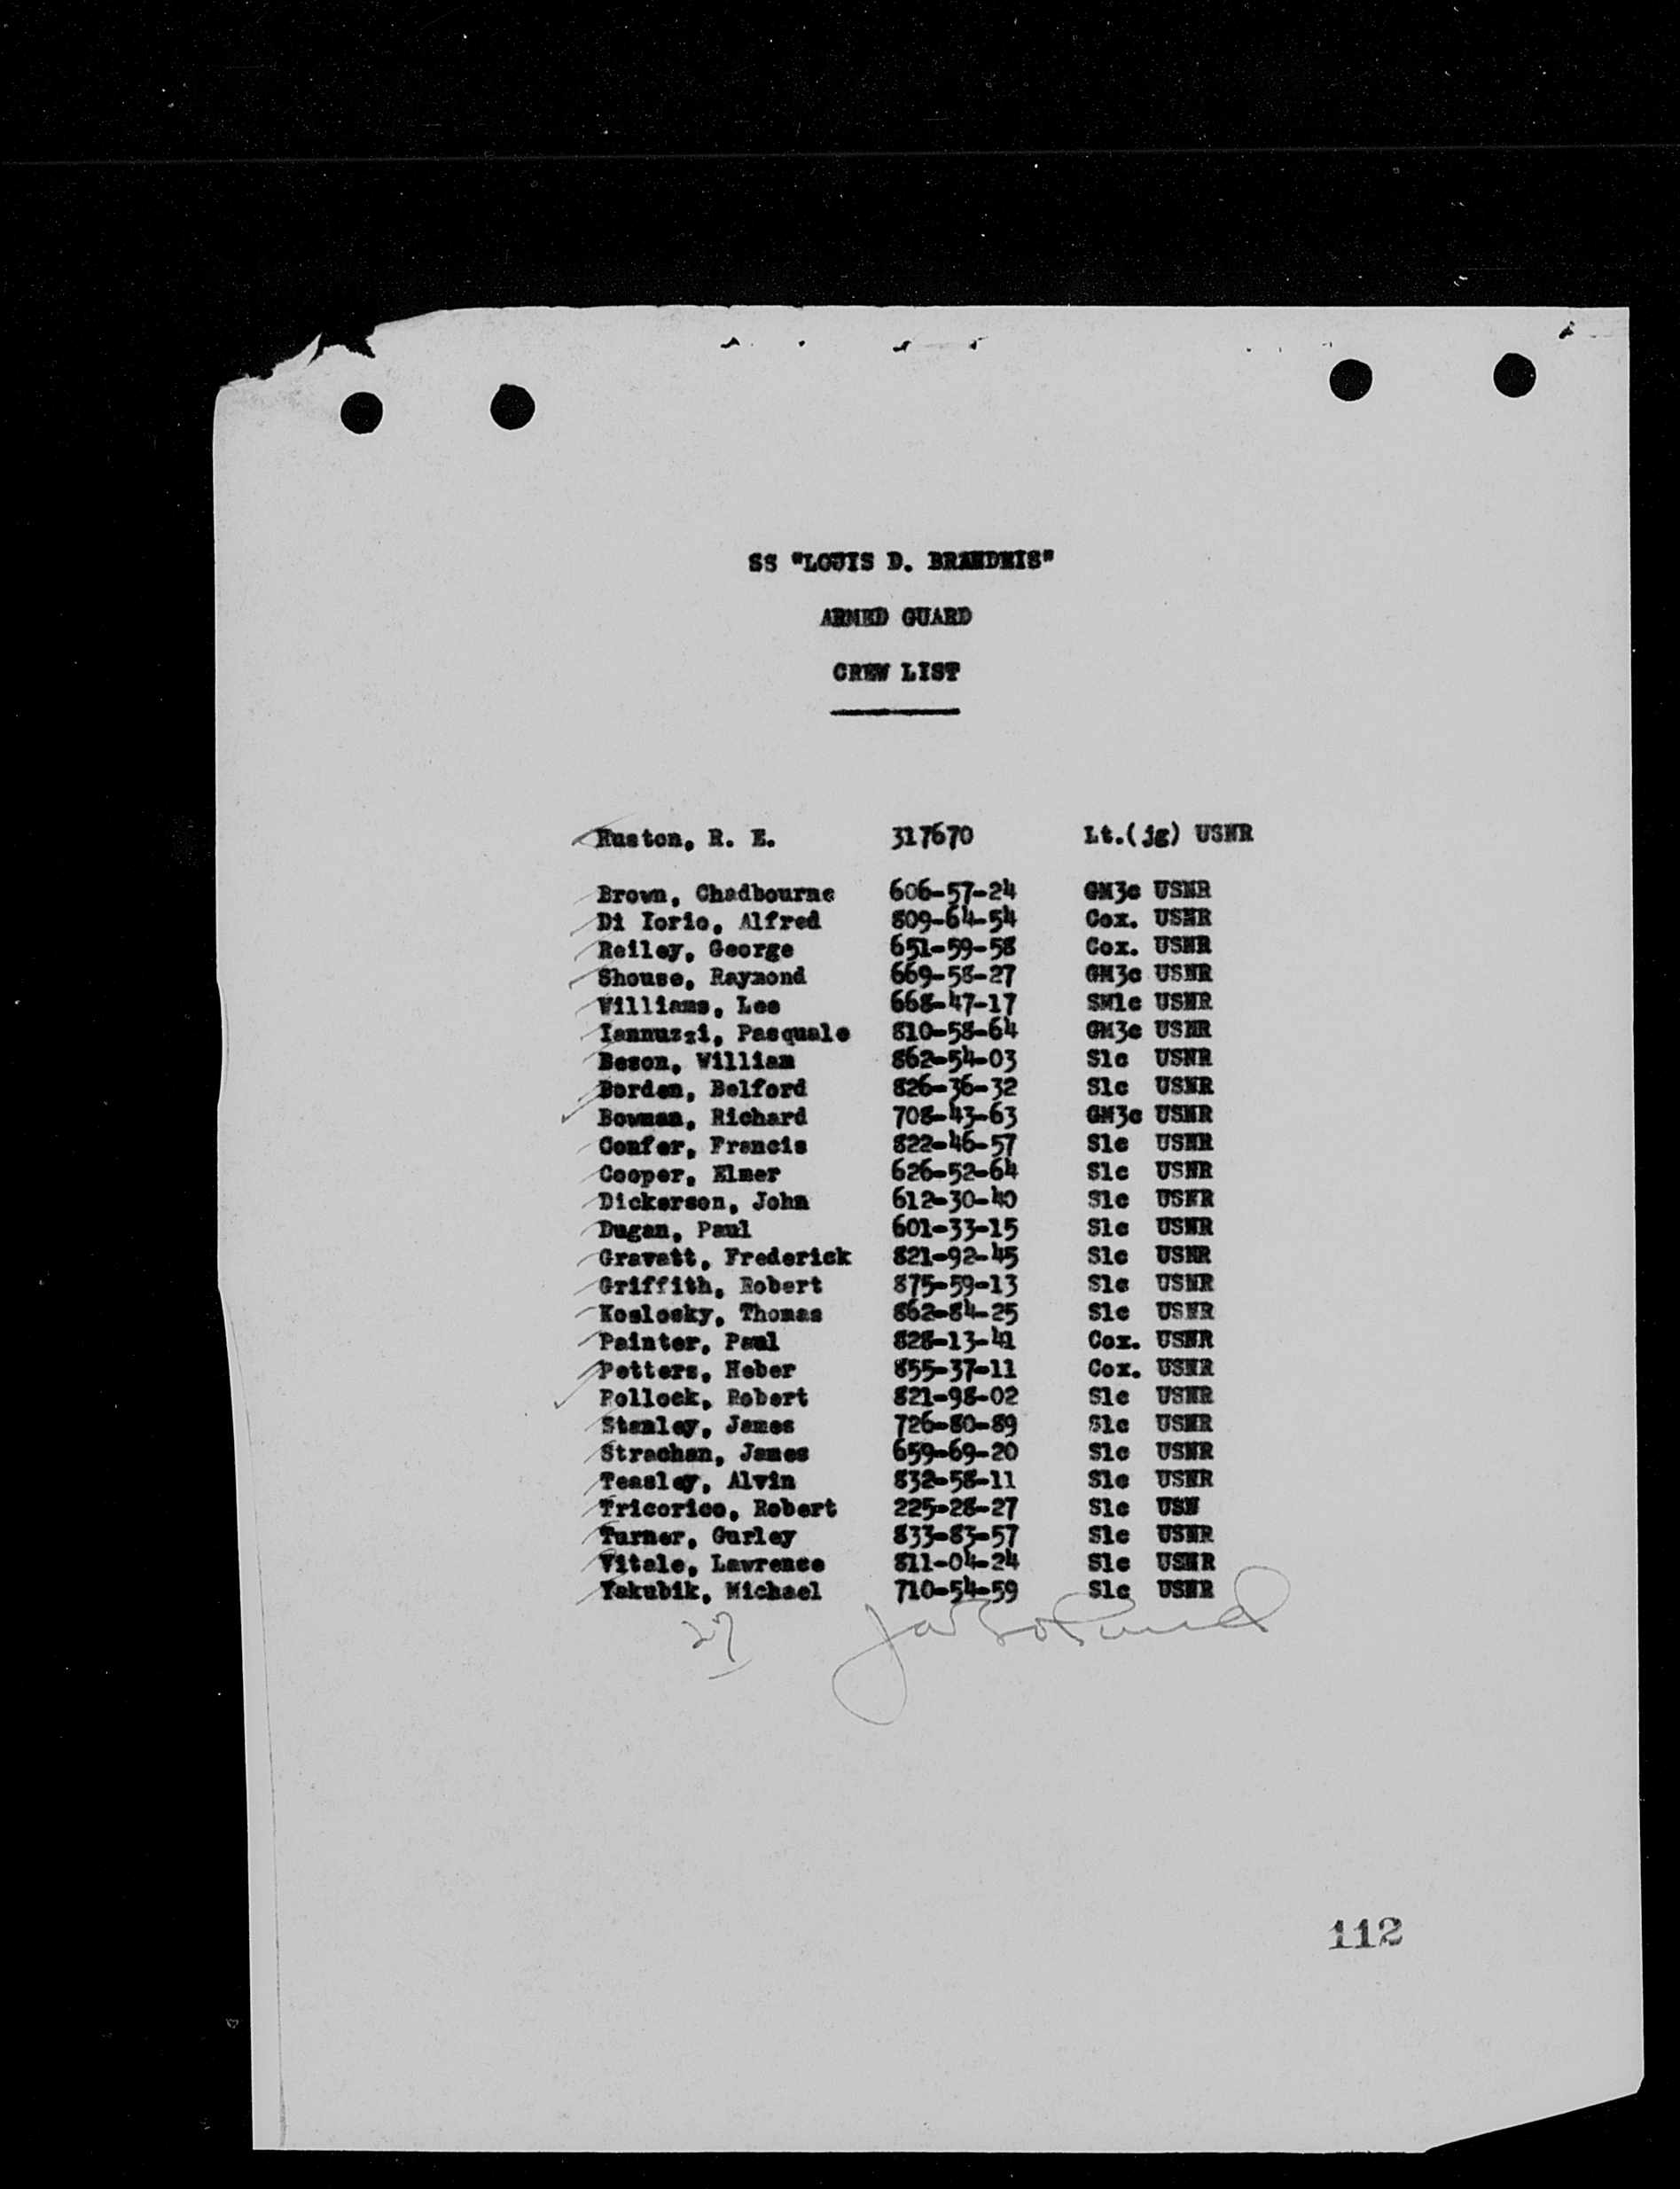 SS "LOUIS D. BRANDEIS"
ARMED GUARD
CREW LIST
Huston, R. E. 317670 Lt.(jg) USNR
Brown, Chadbourne 606-57-24 GM3c USNR
Di Iorio, Alfred 809-64-54 Cox. USNR
Reiley, George 651-59-58 Cox. USNR
Shouse, Raymond 669-58-27 GM3c USNR
Williams, Lee 668-47-17 SM1c USNR
Iannuzzi, Pasquale 810-58-64 GM3c USNR
Beson, William 862-54-03 S1c USNR
Borden, Belford 826-36-32 S1c USNR
Bowman, Richard 708-43-63 GM3c USNR
Confer, Francis 822-46-57 S1c USNR
Cooper, Elmer 626-52-64 S1c USNR
Dickerson, John 612-30-40 S1c USNR
Dugan, Paul 601-33-15 S1c USNR
Gravatt, Frederick 821-92-45 S1c USNR
Griffith, Robert 875-59-13 S1c USNR
Koslosky, Thomas 862-84-25 S1c USNR
Painter, Paul 828-13-41 Cox. USNR
Petters, Heber 855-37-11 Cox. USNR
Pollock, Robert 821-98-02 S1c USNR
Stanley, James 726-80-89 S1c USNR
Strachan, James 659-69-20 S1c USNR
Teasley, Alvin 832-58-11 S1c USNR
Tricorico, Robert 225-28-27 S1c USN
Turner, Gurley 833-83-57 S1c USNR
Vitale, Lawrence 811-04-24 S1c USNR
Yakubik, Michael 710-54-59 S1c USNR
27
112